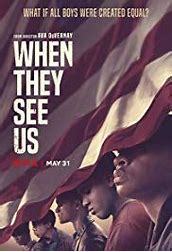 WHAT IF ALL BOYS WERE CREATED EQUAL?
FROM DIRECTOR AVA DuVERNAY
WHEN
THEY SEE
US
NETFLIX MAY 31